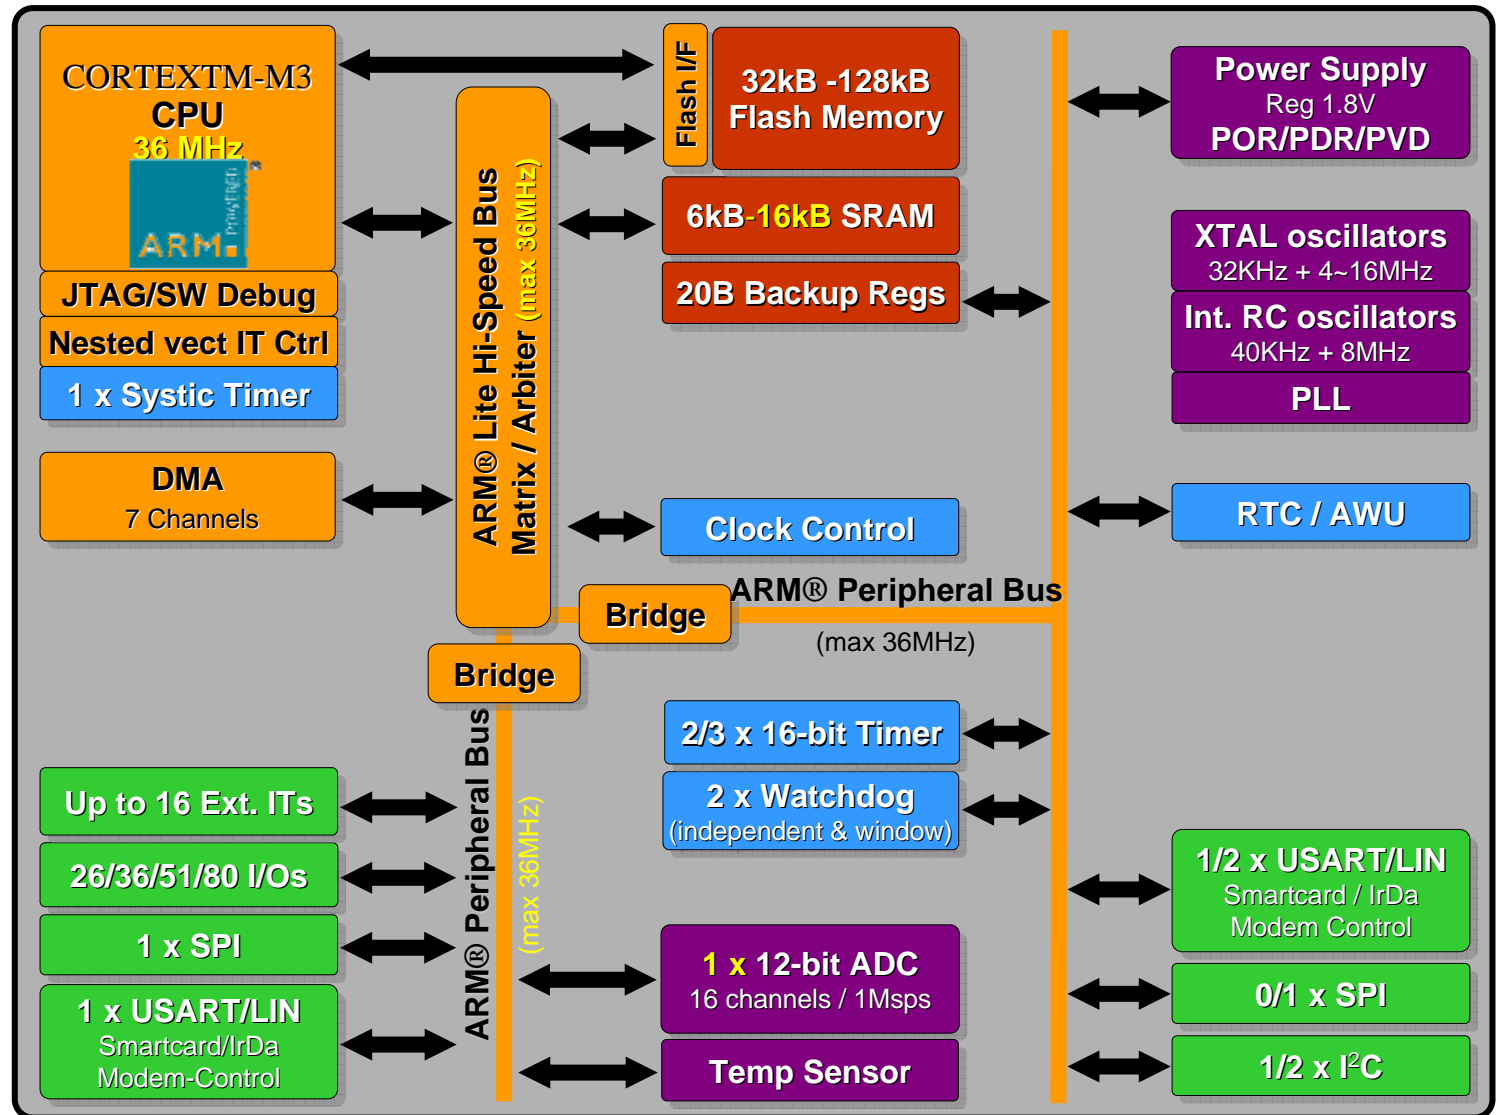 CORTEXTM-M3
CPU
36 MHz
ARM
POWERED
JTAG/SW Debug
Nested vect IT Ctrl
1 x Systic Timer
DMA
7 Channels
ARM® Lite Hi-Speed Bus
Matrix / Arbiter (max 36MHz)
Flash I/F
32kB -128kB
Flash Memory
6kB-16kB SRAM
20B Backup Regs
Clock Control
Power Supply
Reg 1.8V
POR/PDR/PVD
XTAL oscillators
32KHz + 4~16MHz
Int. RC oscillators
40KHz + 8MHz
PLL
RTC / AWU
Bridge
ARM® Peripheral Bus
(max 36MHz)
Bridge
ARM® Peripheral Bus
(max 36MHz)
Up to 16 Ext. ITs
26/36/51/80 I/Os
1 x SPI
1 x USART/LIN
Smartcard/IrDa
Modem-Control
2/3 x 16-bit Timer
2 x Watchdog
(independent & window)
1 x 12-bit ADC
16 channels / 1Msps
Temp Sensor
1/2 x USART/LIN
Smartcard / IrDa
Modem Control
0/1 x SPI
1/2 x I²C